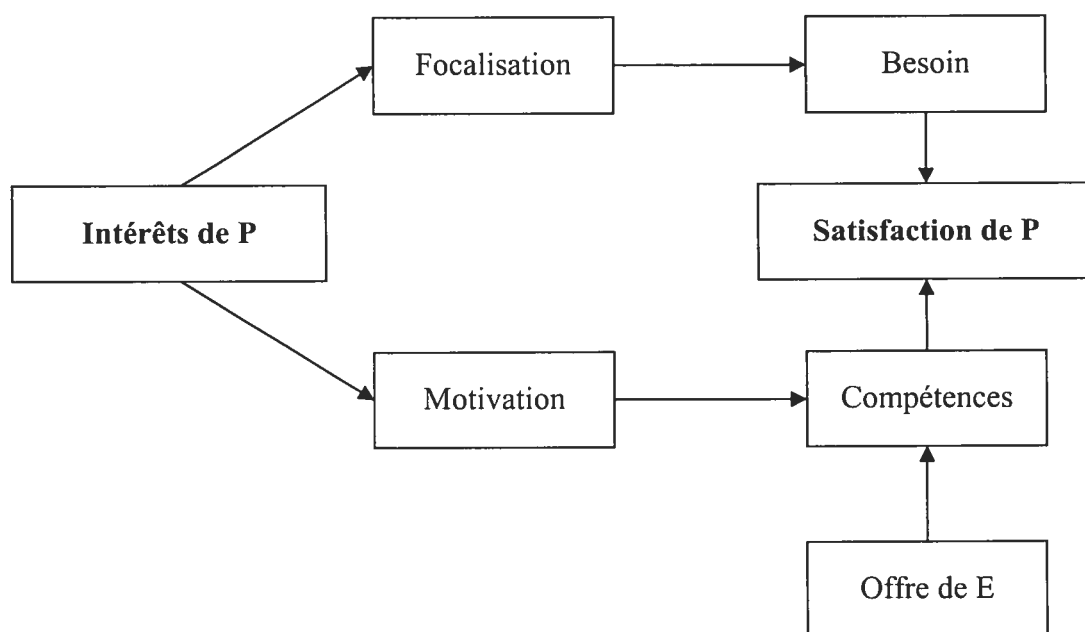 Focalisation
Besoin
Intérêts de P
Satisfaction de P
Motivation
Compétences
Offre de E